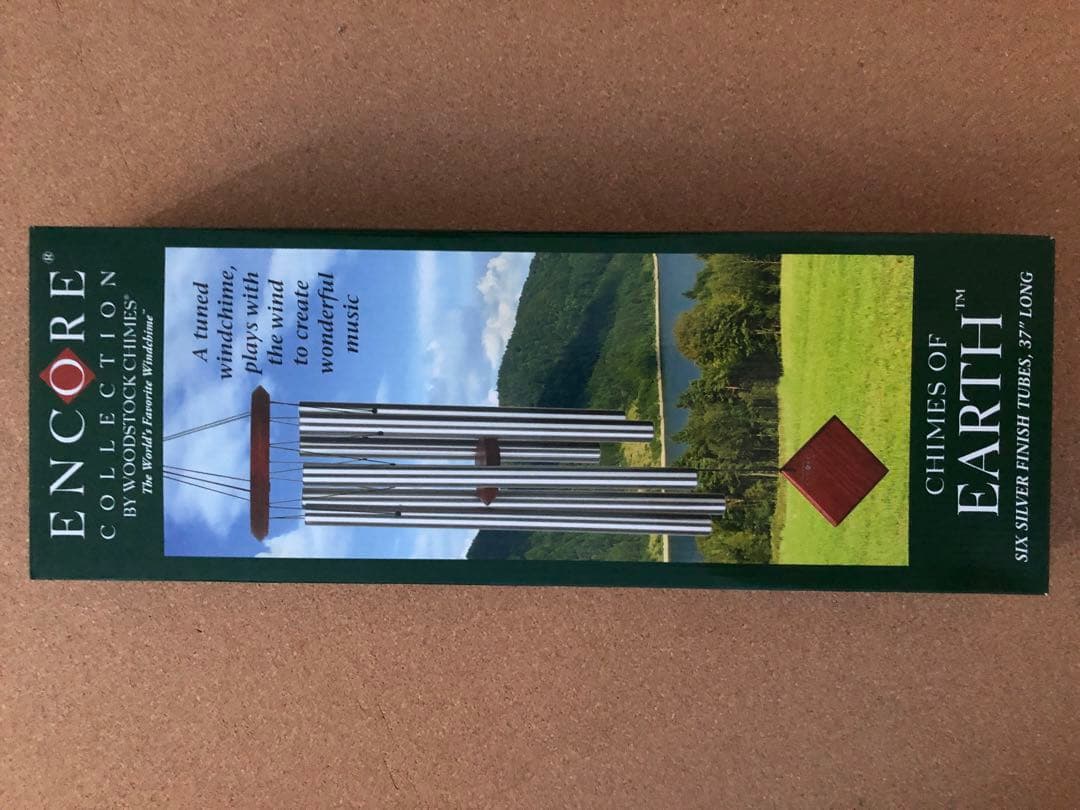 ENCORE®
COLLECTION
BY WOODSTOCK CHIMES®
The World's Favorite Windchime™
A tuned
windchime,
plays with
the wind
to create
wonderful
music
CHIMES OF
EARTH™
SIX SILVER FINISH TUBES, 37" LONG